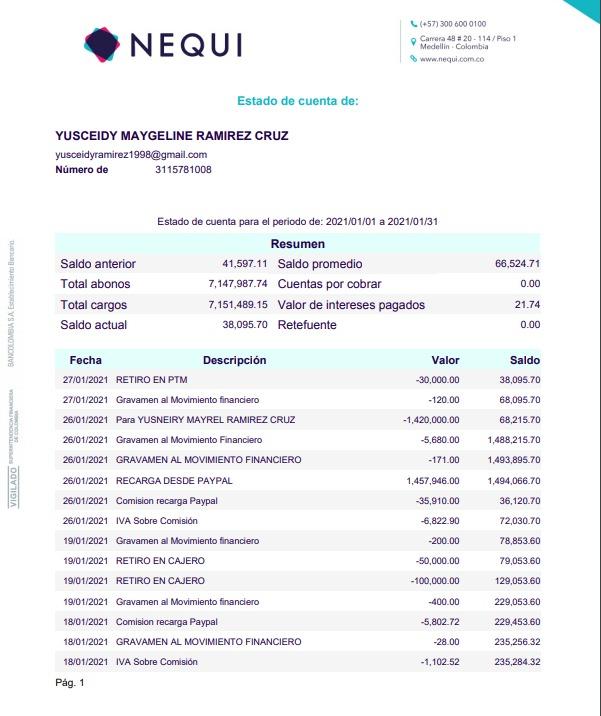 NEQUI
(+57) 300 600 0100
Carrera 48 # 20 - 114 / Piso 1
Medellín - Colombia
www.nequi.com.co
Estado de cuenta de:
YUSCEIDY MAYGELINE RAMIREZ CRUZ
yusceidyramirez1998@gmail.com
Número de 3115781008
Estado de cuenta para el periodo de: 2021/01/01 a 2021/01/31
Resumen
Saldo anterior 41,597.11 Saldo promedio 66,524.71
Total abonos 7,147,987.74 Cuentas por cobrar 0.00
Total cargos 7,151,489.15 Valor de intereses pagados 21.74
Saldo actual 38,095.70 Retefuente 0.00
Fecha Descripción Valor Saldo
27/01/2021 RETIRO EN PTM -30,000.00 38,095.70
27/01/2021 Gravamen al Movimiento financiero -120.00 68,095.70
26/01/2021 Para YUSNEIRY MAYREL RAMIREZ CRUZ -1,420,000.00 68,215.70
26/01/2021 Gravamen al Movimiento Financiero -5,680.00 1,488,215.70
26/01/2021 GRAVAMEN AL MOVIMIENTO FINANCIERO -171.00 1,493,895.70
26/01/2021 RECARGA DESDE PAYPAL 1,457,946.00 1,494,066.70
26/01/2021 Comision recarga Paypal -35,910.00 36,120.70
26/01/2021 IVA Sobre Comisión -6,822.90 72,030.70
19/01/2021 Gravamen al Movimiento financiero -200.00 78,853.60
19/01/2021 RETIRO EN CAJERO -50,000.00 79,053.60
19/01/2021 RETIRO EN CAJERO -100,000.00 129,053.60
19/01/2021 Gravamen al Movimiento financiero -400.00 229,053.60
18/01/2021 Comision recarga Paypal -5,802.72 229,453.60
18/01/2021 GRAVAMEN AL MOVIMIENTO FINANCIERO -28.00 235,256.32
18/01/2021 IVA Sobre Comisión -1,102.52 235,284.32
Pág. 1
BANCOLOMBIA S.A. Establecimiento Bancario.
VIGILADO
SUPERINTENDENCIA FINANCIERA
DE COLOMBIA